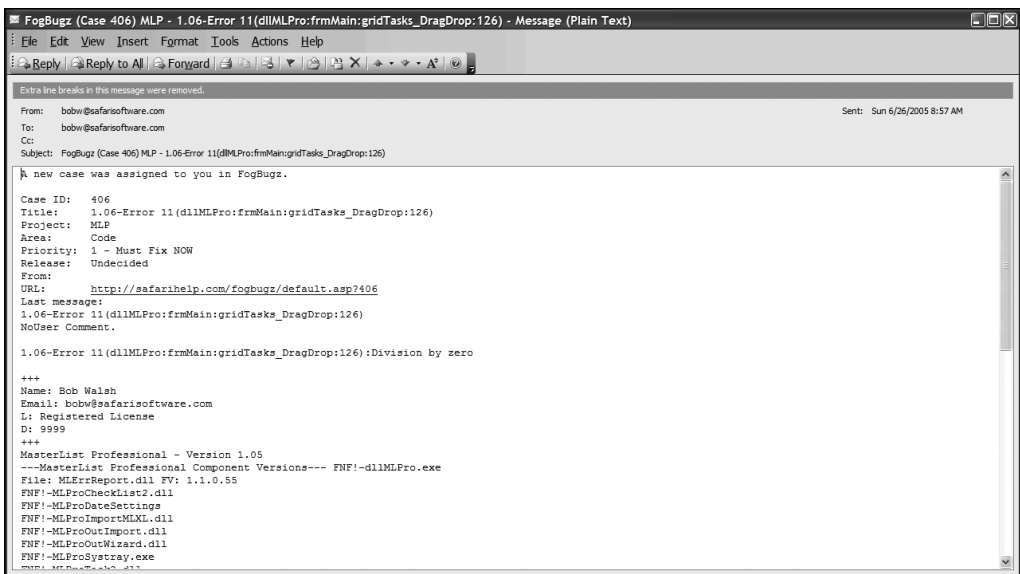 FogBugz (Case 406) MLP - 1.06-Error 11(dllMLPro:frmMain:gridTasks_DragDrop:126) - Message (Plain Text)
File Edit View Insert Format Tools Actions Help
Reply Reply to All Forward
Extra line breaks in this message were removed.
From: bobw@safarisoftware.com Sent: Sun 6/26/2005 8:57 AM
To: bobw@safarisoftware.com
Cc:
Subject: FogBugz (Case 406) MLP - 1.06-Error 11(dllMLPro:frmMain:gridTasks_DragDrop:126)
A new case was assigned to you in FogBugz.
Case ID: 406
Title: 1.06-Error 11(dllMLPro:frmMain:gridTasks_DragDrop:126)
Project: MLP
Area: Code
Priority: 1 - Must Fix NOW
Release: Undecided
From:
URL: http://safarihelp.com/fogbugz/default.asp?406
Last message:
1.06-Error 11(dllMLPro:frmMain:gridTasks_DragDrop:126)
NoUser Comment.
1.06-Error 11(dllMLPro:frmMain:gridTasks_DragDrop:126):Division by zero
+++
Name: Bob Walsh
Email: bobw@safarisoftware.com
L: Registered License
D: 9999
+++
MasterList Professional - Version 1.05
---MasterList Professional Component Versions--- FNF!-dllMLPro.exe
File: MLErrReport.dll FV: 1.1.0.55
FNF!-MLProCheckList2.dll
FNF!-MLProDateSettings
FNF!-MLProImportMLXL.dll
FNF!-MLProOutImport.dll
FNF!-MLProOutWizard.dll
FNF!-MLProSystray.exe
FNF!-MLProTask2.dll